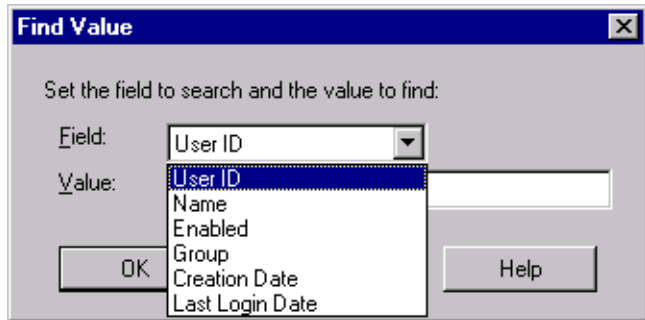 Find Value
Set the field to search and the value to find:
Field:
User ID
Value:
User ID
Name
Enabled
Group
Creation Date
Last Login Date
OK
Help